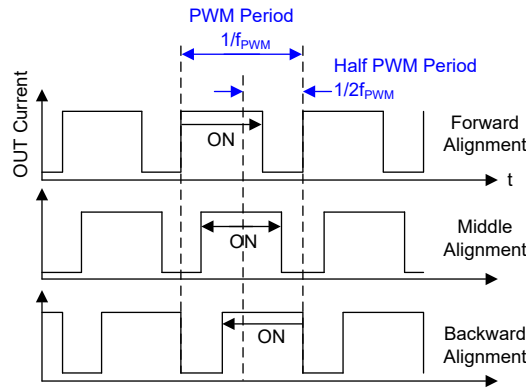 PWM Period
1/fPWM
Half PWM Period
1/2fPWM
OUT Current
ON
Forward
Alignment
t
ON
Middle
Alignment
ON
Backward
Alignment